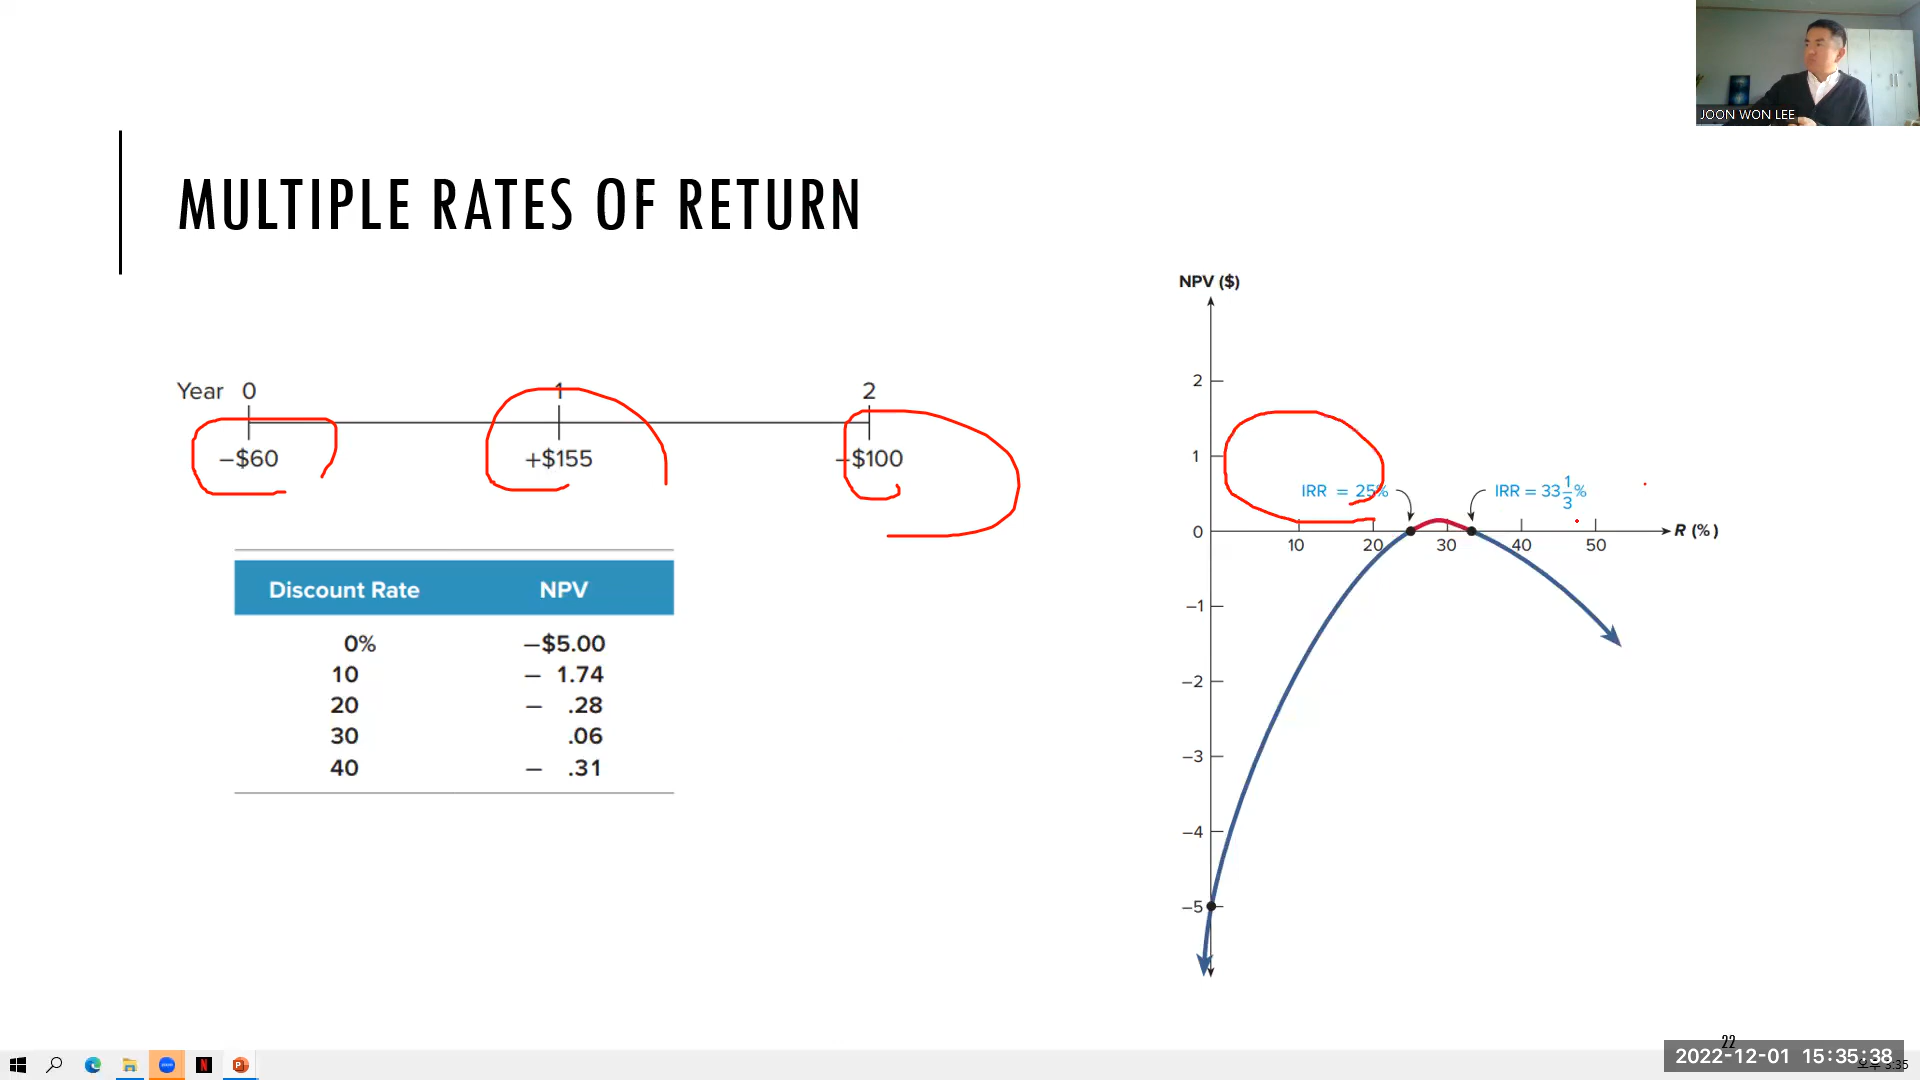 JOON WON LEE
MULTIPLE RATES OF RETURN
Year 0 1 2
–$60 +$155 –$100
Discount Rate NPV
0% –$5.00
10 – 1.74
20 – .28
30 .06
40 – .31
NPV ($)
2
1
IRR = 25% IRR = 33 1/3%
0
R (%)
10 20 30 40 50
–1
–2
–3
–4
–5
22
2022-12-01 15:35:38